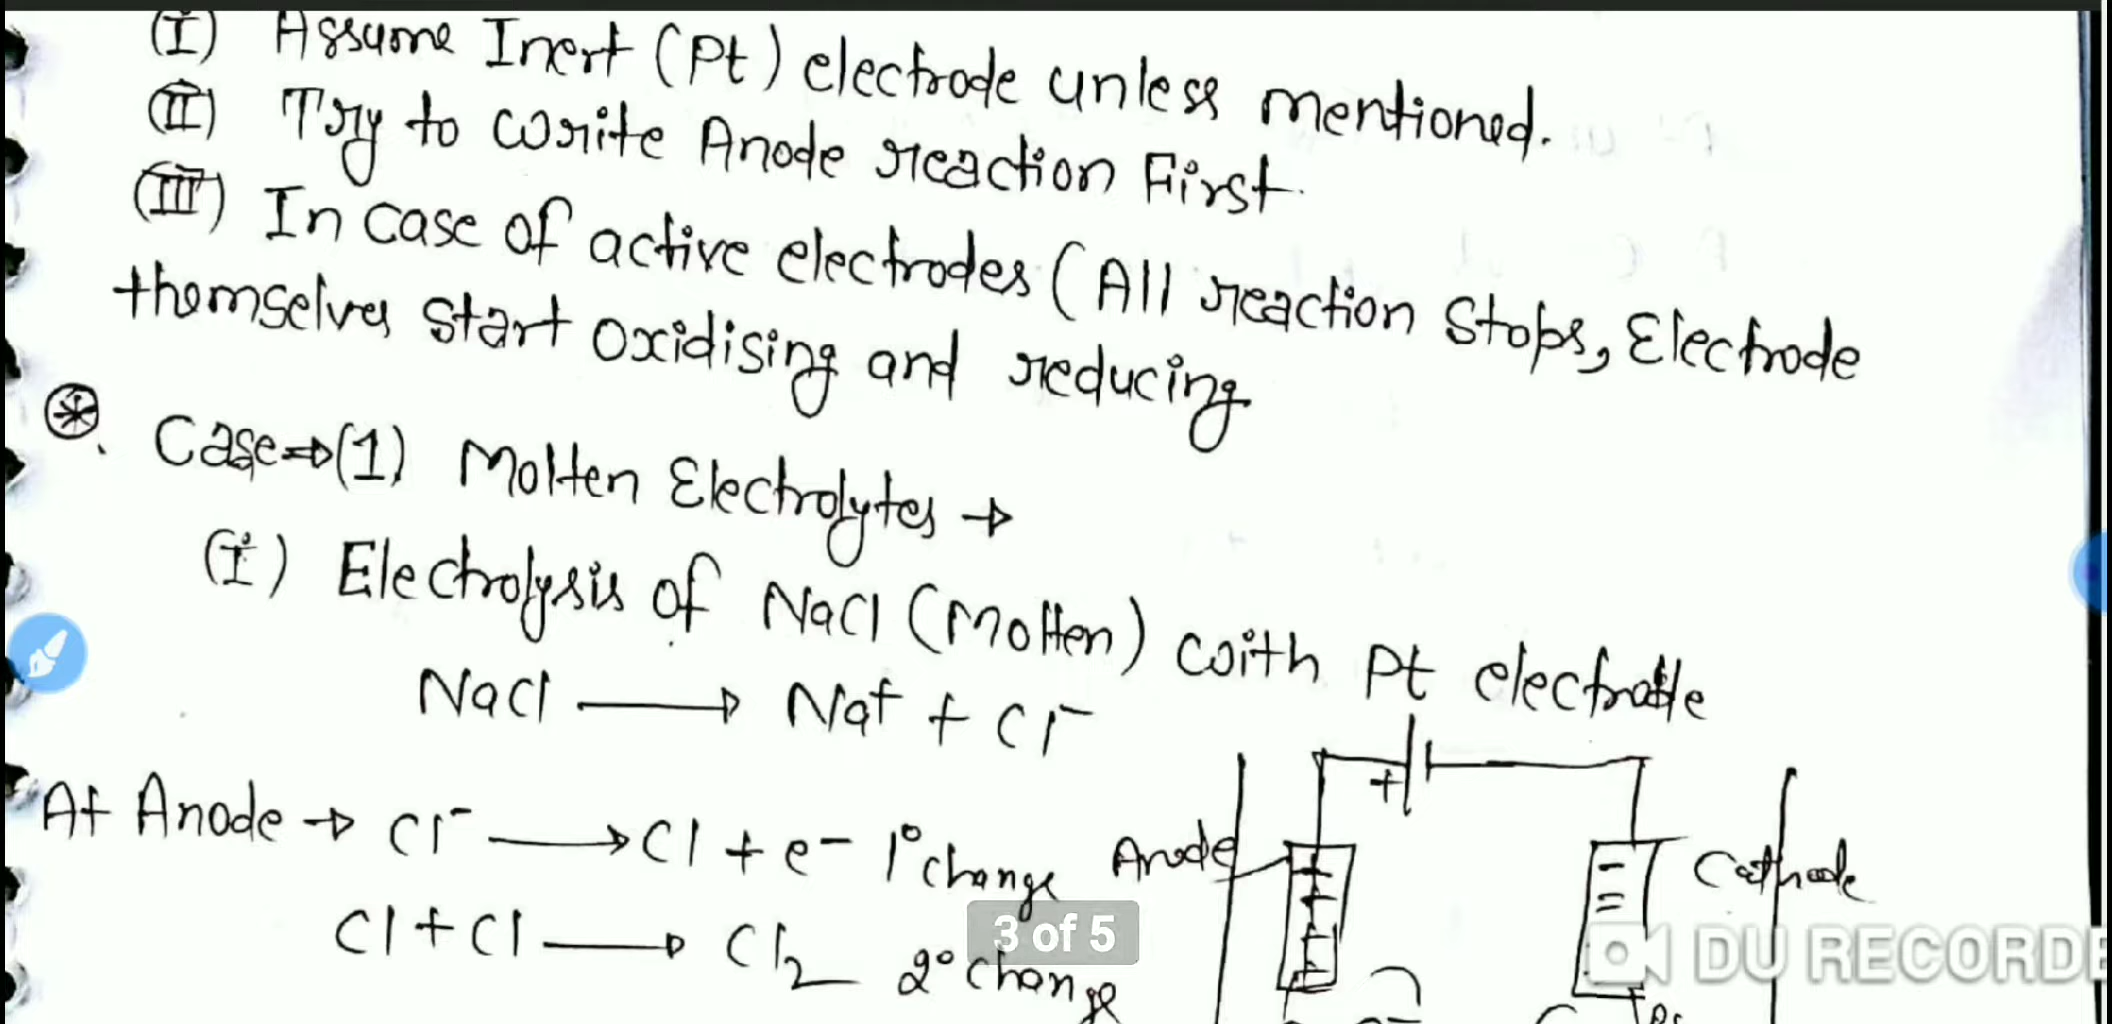 (I) Assume Inert (Pt) electrode unless mentioned.
(II) Try to write Anode reaction First.
(III) In case of active electrodes (All reaction stops, Electrode
themselves start oxidising and reducing
Case⇒(1) Molten Electrolytes →
(I) Electrolysis of NaCl (Molten) with Pt electrode
NaCl → Na+ + Cl-
At Anode → Cl- → Cl + e- 1° change
Cl + Cl → Cl2 2° change
+
Anode
Cathode
3 of 5
DU RECORDE